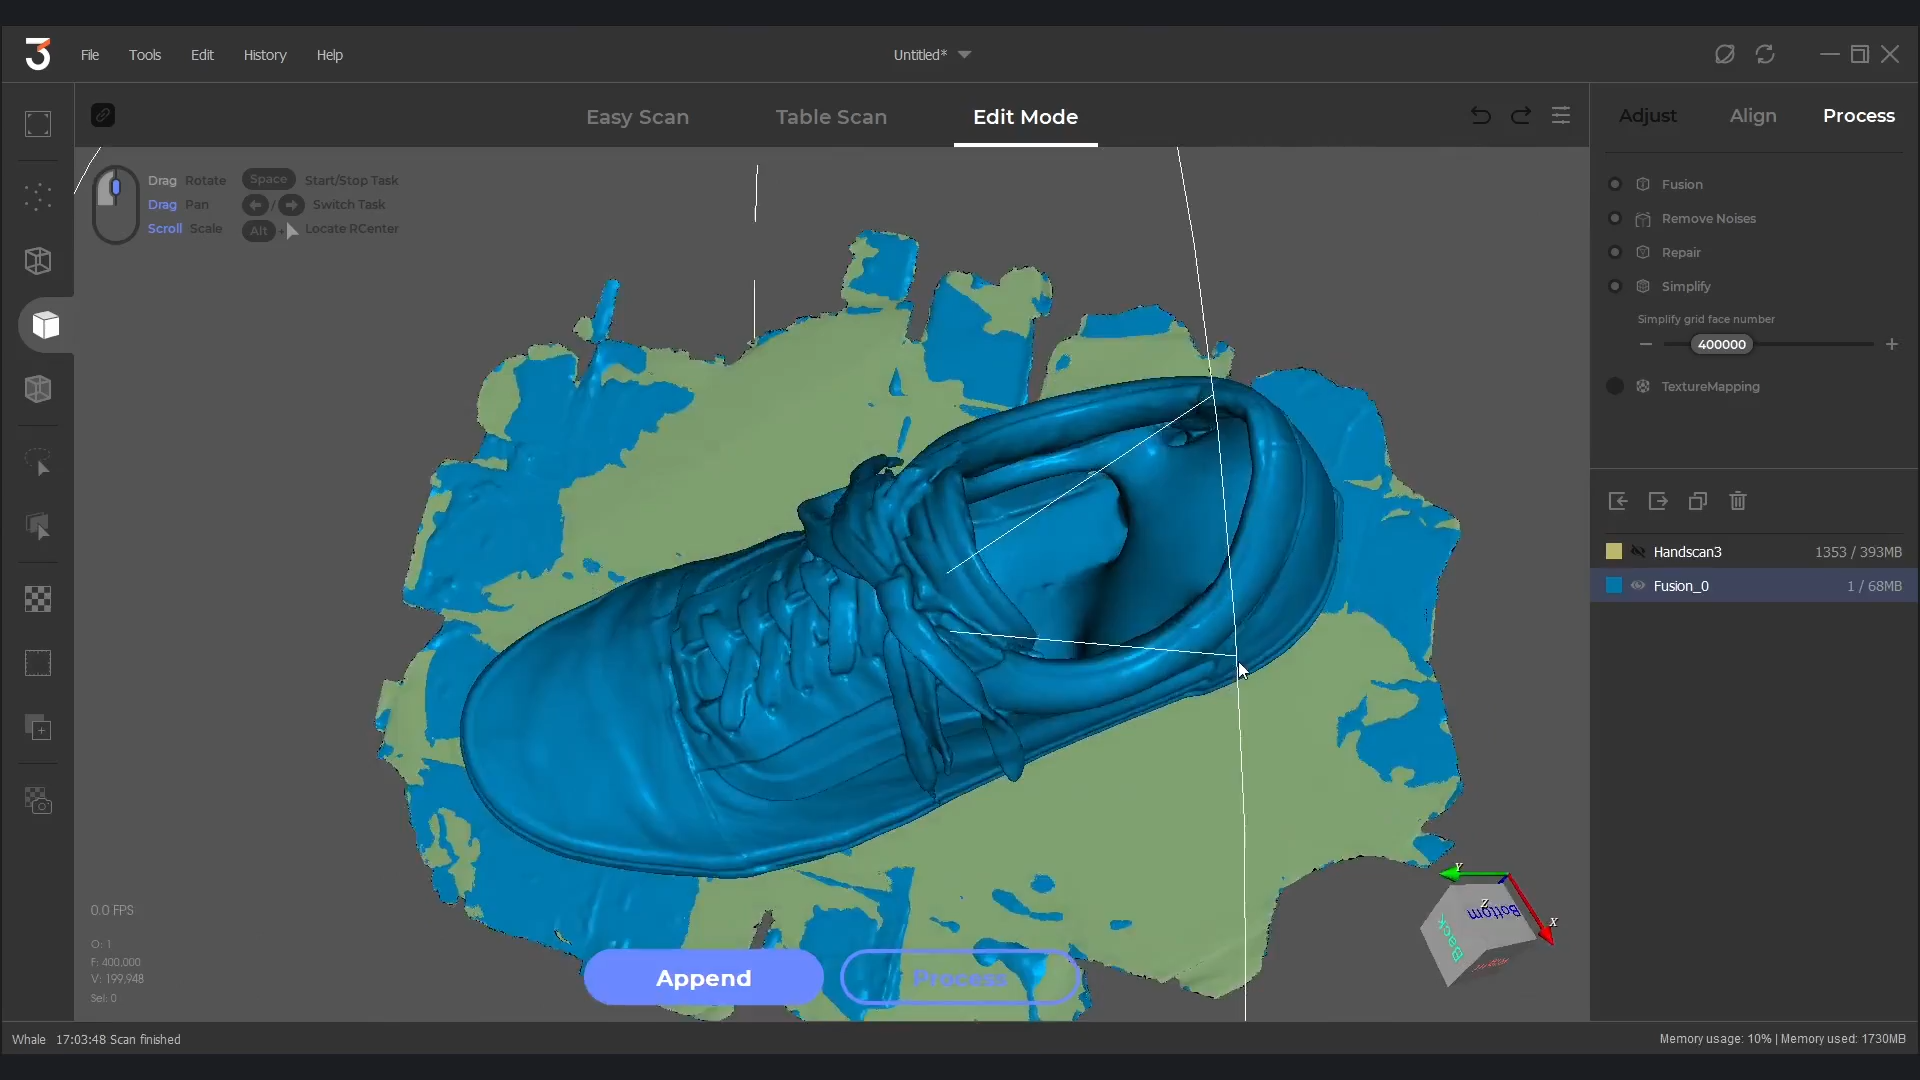 File Tools Edit History Help
Untitled*
Easy Scan Table Scan Edit Mode
Adjust Align Process
Drag Rotate Space Start/Stop Task
Drag Pan / Switch Task
Scroll Scale Alt + Locate RCenter
Fusion
Remove Noises
Repair
Simplify
Simplify grid face number
− 400000 +
TextureMapping
Handscan3 1353 / 393MB
Fusion_0 1 / 68MB
Y
Z
X
Bottom
Back
0.0 FPS
O: 1
F: 400,000
V: 199,948
Sel: 0
Append Process
Whale 17:03:48 Scan finished
Memory usage: 10% | Memory used: 1730MB